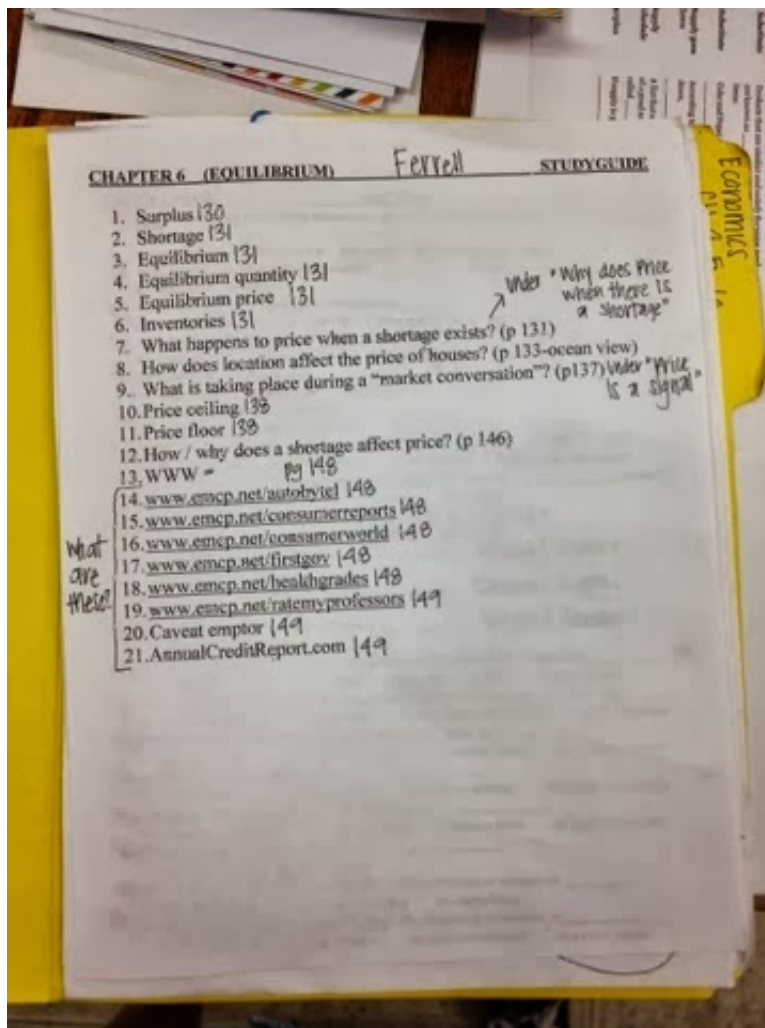 CHAPTER 6 (EQUILIBRIUM) Ferrell STUDYGUIDE
1. Surplus 130
2. Shortage 131
3. Equilibrium 131
4. Equilibrium quantity 131
5. Equilibrium price 131
6. Inventories 131
under "Why does Price
when there is
a shortage"
7. What happens to price when a shortage exists? (p 131)
8. How does location affect the price of houses? (p 133-ocean view)
9. What is taking place during a "market conversation"? (p137) under "Price
is a signal"
10. Price ceiling 138
11. Price floor 138
12. How / why does a shortage affect price? (p 146)
13. WWW = pg 148
14. www.emcp.net/autobytel 148
15. www.emcp.net/consumerreports 148
16. www.emcp.net/consumerworld 148
17. www.emcp.net/firstgov 148
18. www.emcp.net/healthgrades 148
19. www.emcp.net/ratemyprofessors 149
20. Caveat emptor 149
21. AnnualCreditReport.com 149
What
are
these?
Economics